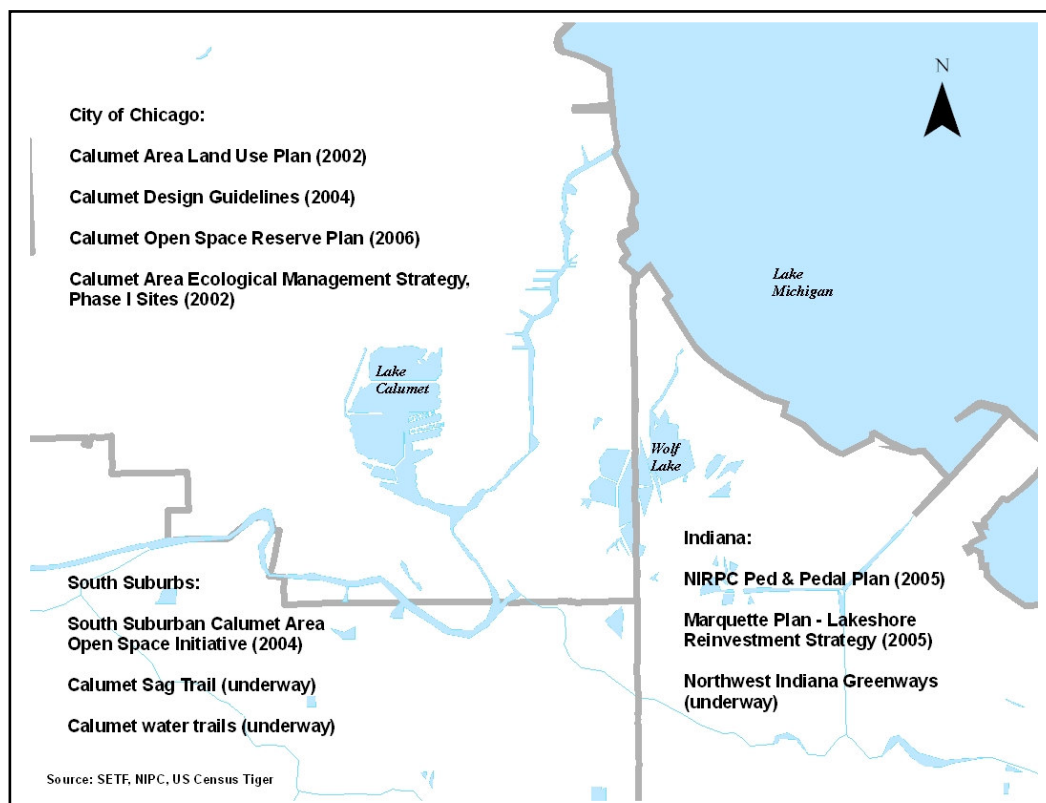 City of Chicago:
Calumet Area Land Use Plan (2002)
Calumet Design Guidelines (2004)
Calumet Open Space Reserve Plan (2006)
Calumet Area Ecological Management Strategy,
Phase I Sites (2002)
N
Lake
Michigan
Lake
Calumet
Wolf
Lake
South Suburbs:
South Suburban Calumet Area
Open Space Initiative (2004)
Calumet Sag Trail (underway)
Calumet water trails (underway)
Indiana:
NIRPC Ped & Pedal Plan (2005)
Marquette Plan - Lakeshore
Reinvestment Strategy (2005)
Northwest Indiana Greenways
(underway)
Source: SETF, NIPC, US Census Tiger